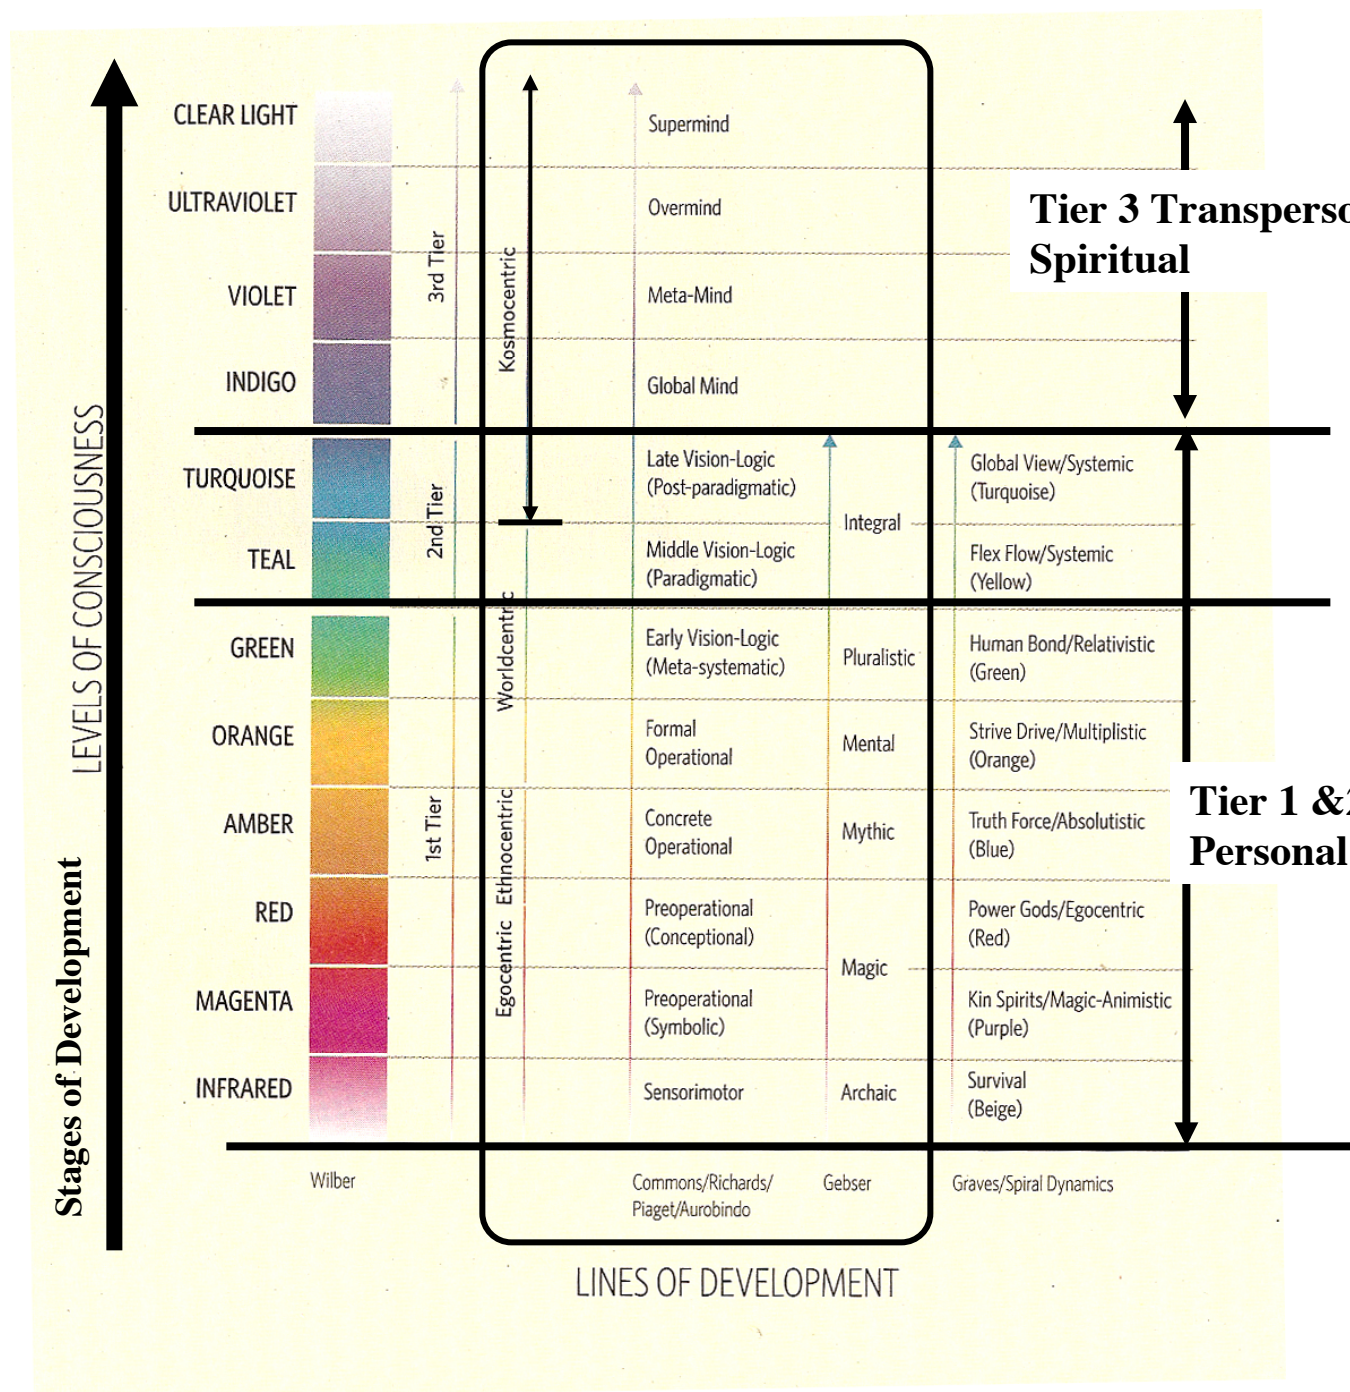 CLEAR LIGHT
Supermind
ULTRAVIOLET
Overmind
Tier 3
Spiritual
3rd Tier
Kosmocentric
VIOLET
Meta-Mind
INDIGO
Global Mind
LEVELS OF CONSCIOUSNESS
TURQUOISE
Late Vision-Logic
(Post-paradigmatic)
Global View/Systemic
(Turquoise)
2nd Tier
Integral
TEAL
Middle Vision-Logic
(Paradigmatic)
Flex Flow/Systemic
(Yellow)
Worldcentric
GREEN
Early Vision-Logic
(Meta-systematic)
Pluralistic
Human Bond/Relativistic
(Green)
ORANGE
Formal
Operational
Mental
Strive Drive/Multiplistic
(Orange)
Tier 1 &2
Personal
1st Tier
Ethnocentric
AMBER
Concrete
Operational
Mythic
Truth Force/Absolutistic
(Blue)
Stages of Development
Egocentric
RED
Preoperational
(Conceptional)
Power Gods/Egocentric
(Red)
Magic
MAGENTA
Preoperational
(Symbolic)
Kin Spirits/Magic-Animistic
(Purple)
INFRARED
Sensorimotor
Archaic
Survival
(Beige)
Wilber
Commons/Richards/
Piaget/Aurobindo
Gebser
Graves/Spiral Dynamics
LINES OF DEVELOPMENT